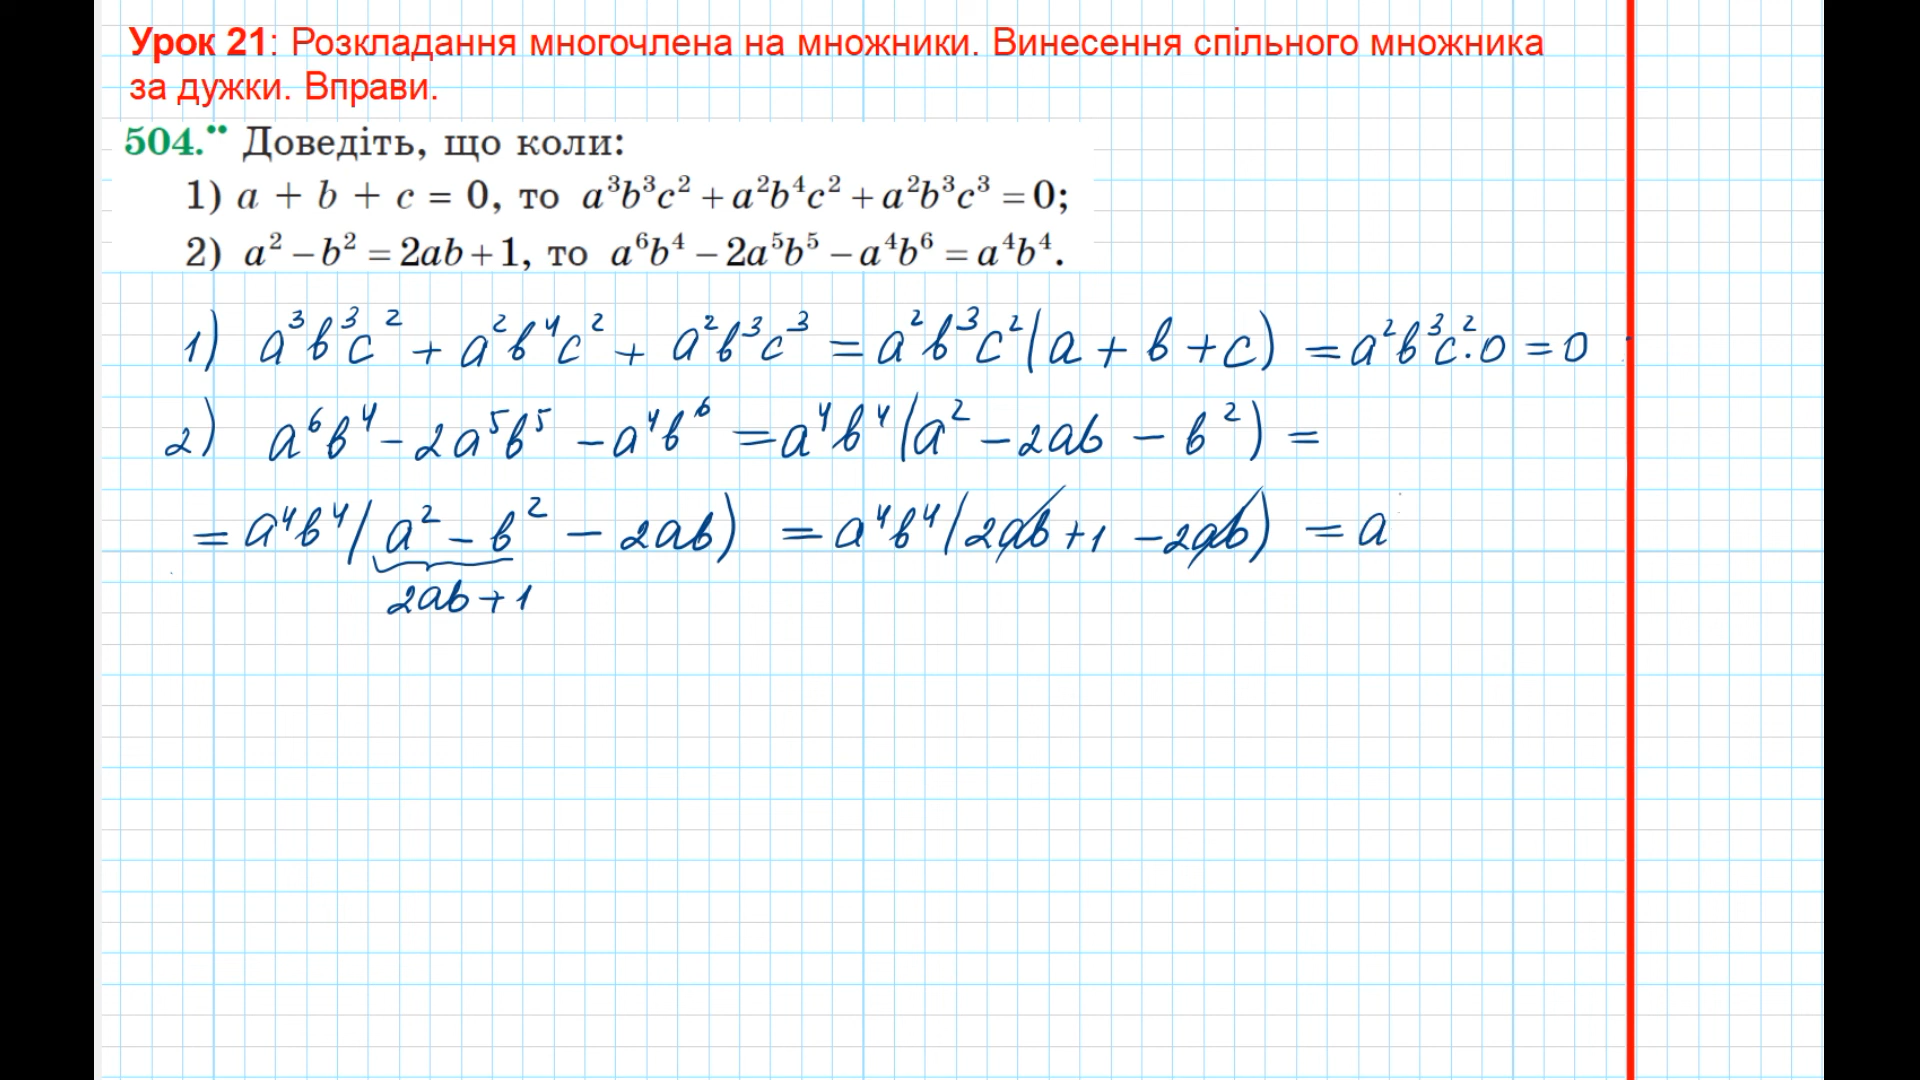 Урок 21: Розкладання многочлена на множники. Винесення спільного множника
за дужки. Вправи.
504.•• Доведіть, що коли:
1) a + b + c = 0, то a³b³c² + a²b⁴c² + a²b³c³ = 0;
2) a² − b² = 2ab + 1, то a⁶b⁴ − 2a⁵b⁵ − a⁴b⁶ = a⁴b⁴.
1) a³b³c² + a²b⁴c² + a²b³c³ = a²b³c²(a + b + c) = a²b³c²·0 = 0
2) a⁶b⁴ − 2a⁵b⁵ − a⁴b⁶ = a⁴b⁴(a² − 2ab − b²) =
= a⁴b⁴(a² − b² − 2ab) = a⁴b⁴(2ab + 1 − 2ab) = a
2ab + 1